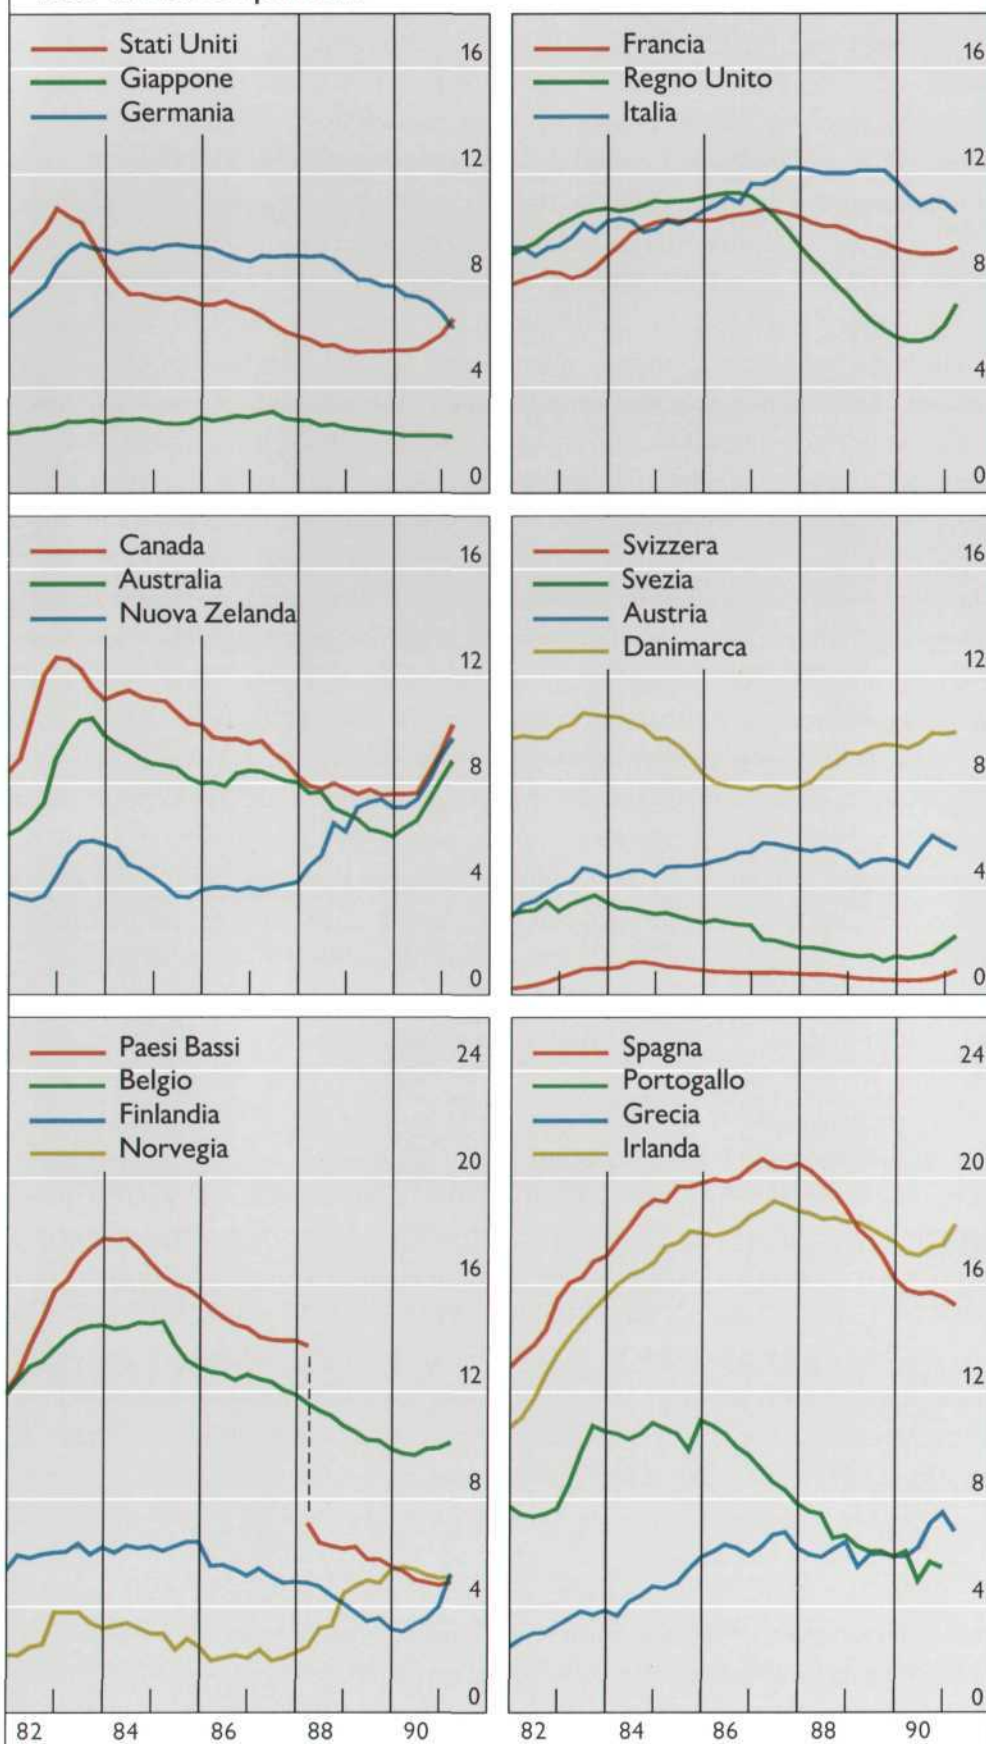 Stati Uniti
Giappone
Germania
16
12
8
4
0
Francia
Regno Unito
Italia
16
12
8
4
0
Canada
Australia
Nuova Zelanda
16
12
8
4
0
Svizzera
Svezia
Austria
Danimarca
16
12
8
4
0
Paesi Bassi
Belgio
Finlandia
Norvegia
24
20
16
12
8
4
0
82 84 86 88 90
Spagna
Portogallo
Grecia
Irlanda
24
20
16
12
8
4
0
82 84 86 88 90